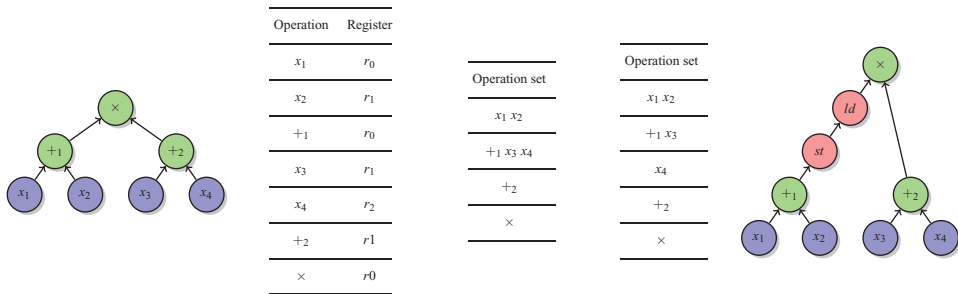 ×
+₁ +₂
x₁ x₂ x₃ x₄
Operation Register
x₁ r₀
x₂ r₁
+₁ r₀
x₃ r₁
x₄ r₂
+₂ r1
× r0
Operation set
x₁ x₂
+₁ x₃ x₄
+₂
×
Operation set
x₁ x₂
+₁ x₃
x₄
+₂
×
×
ld
st
+₁ +₂
x₁ x₂ x₃ x₄